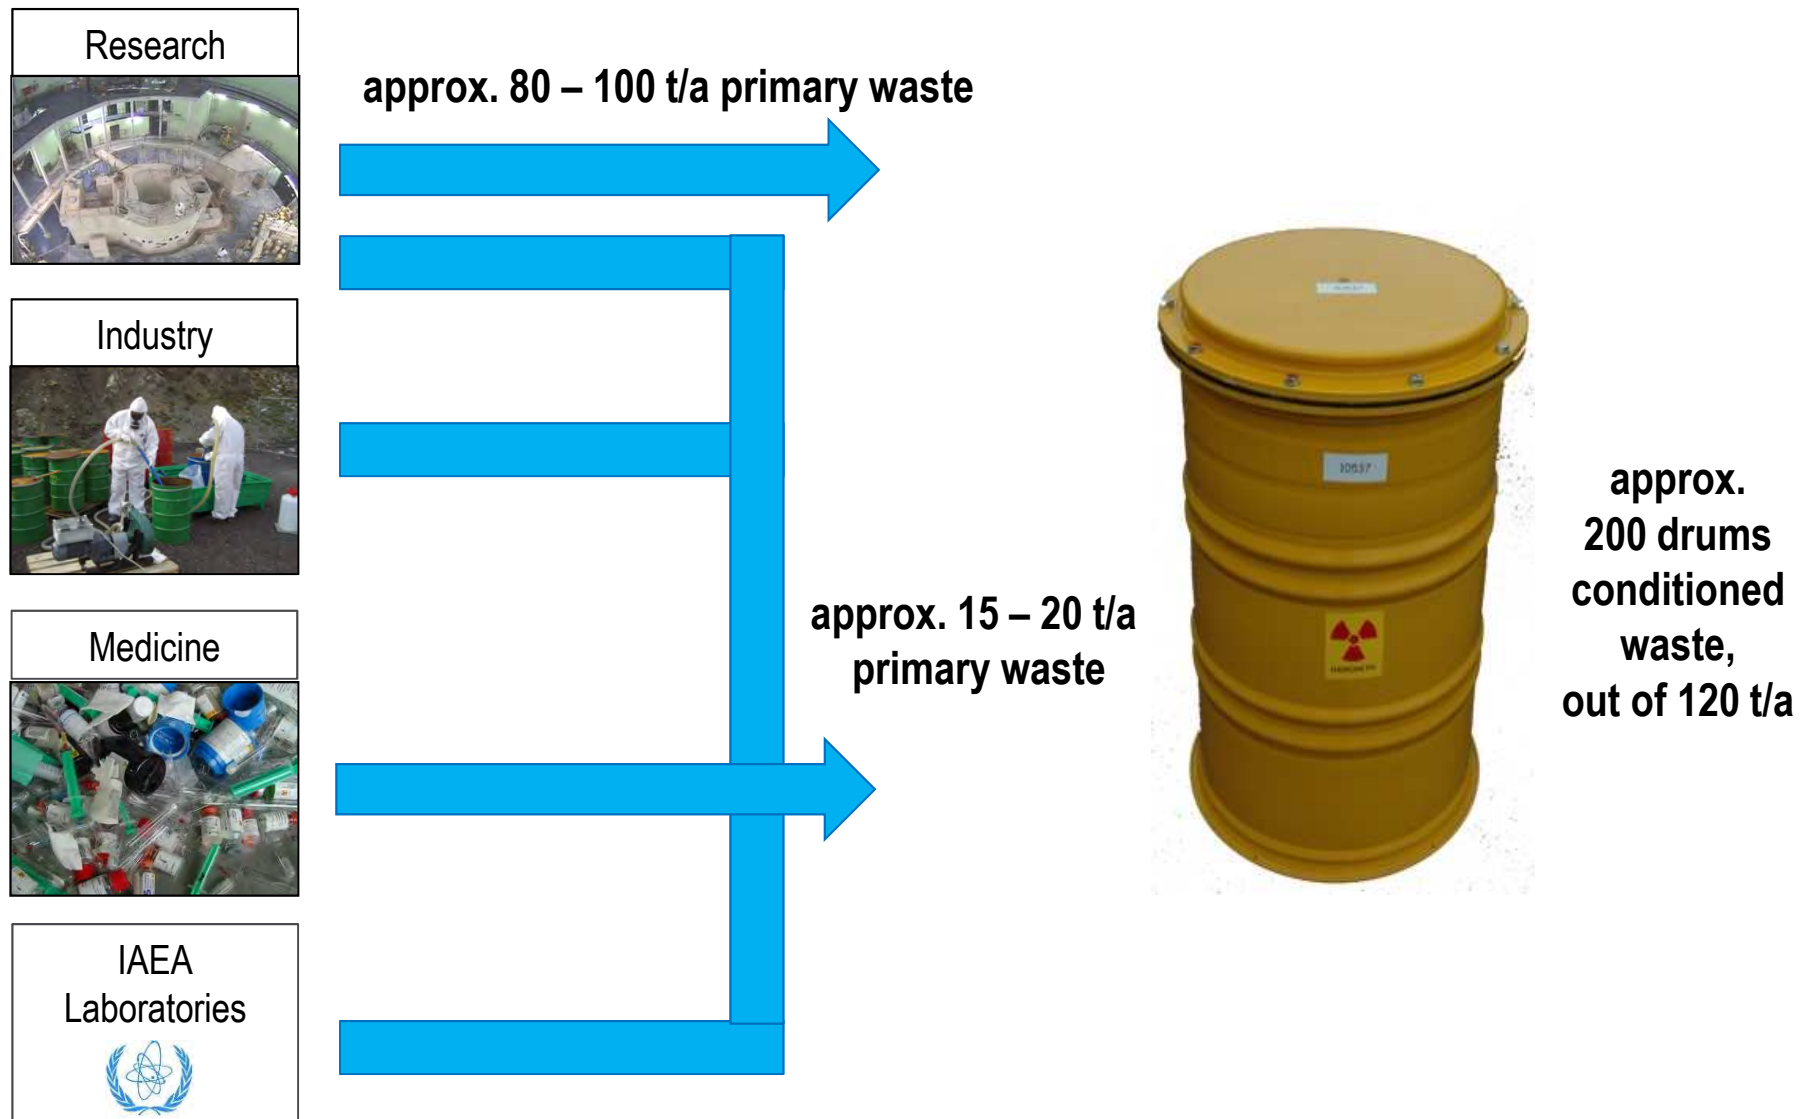 Research
approx. 80 – 100 t/a primary waste
Industry
Medicine
IAEA
Laboratories
approx. 15 – 20 t/a
primary waste
10537
approx.
200 drums
conditioned
waste,
out of 120 t/a